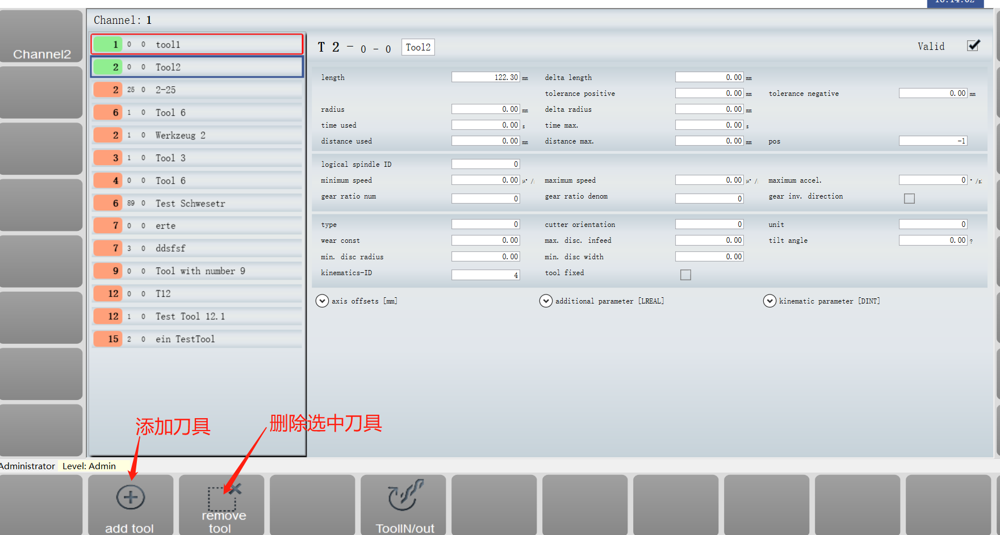 Channel: 1
Channel2
1 0 0 tool1
2 0 0 Tool2
2 25 0 2-25
6 1 0 Tool 6
2 1 0 Werkzeug 2
3 1 0 Tool 3
4 0 0 Tool 6
6 89 0 Test Schwesetr
7 0 0 erte
7 3 0 ddsfsf
9 0 0 Tool with number 9
12 0 0 T12
12 1 0 Test Tool 12.1
15 2 0 ein TestTool
T 2 - 0 - 0 Tool2 Valid
length 122.30 mm delta length 0.00 mm
tolerance positive 0.00 mm tolerance negative 0.00 mm
radius 0.00 mm delta radius 0.00 mm
time used 0.00 s time max. 0.00 s
distance used 0.00 mm distance max. 0.00 mm pos -1
logical spindle ID 0
minimum speed 0.00 μ° / maximum speed 0.00 μ° / maximum accel. 0 ° /s
gear ratio num 0 gear ratio denom 0 gear inv. direction
type 0 cutter orientation 0 unit 0
wear const 0.00 max. disc. infeed 0.00 tilt angle 0.00 ?
min. disc radius 0.00 min. disc width 0.00
kinematics-ID 4 tool fixed
axis offsets [mm] additional parameter [LREAL] kinematic parameter [DINT]
添加刀具 删除选中刀具
Administrator Level: Admin
add tool
remove
tool
ToolIN/out